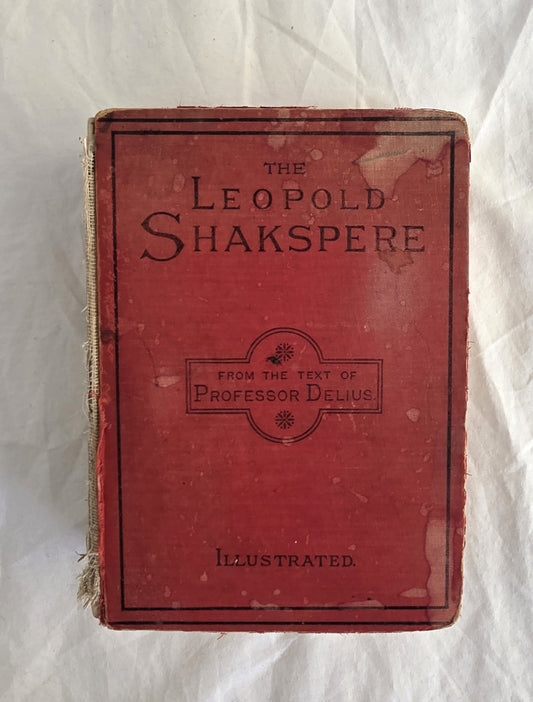 THE
LEOPOLD
SHAKSPERE
FROM THE TEXT OF
PROFESSOR DELIUS.
ILLUSTRATED.